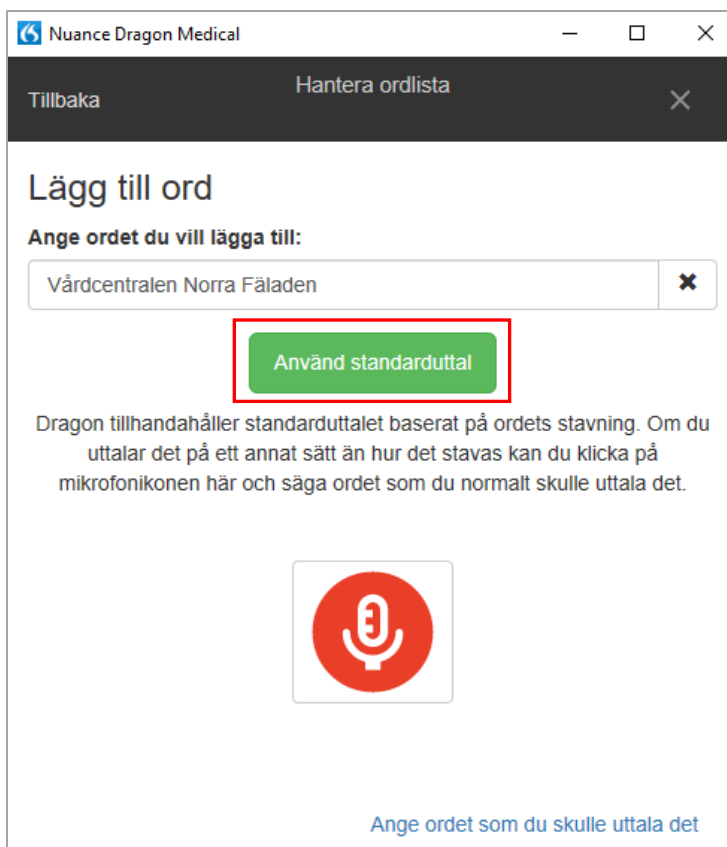 Nuance Dragon Medical
Tillbaka
Hantera ordlista
Lägg till ord
Ange ordet du vill lägga till:
Vårdcentralen Norra Fäladen
Använd standarduttal
Dragon tillhandahåller standarduttalet baserat på ordets stavning. Om du
uttalar det på ett annat sätt än hur det stavas kan du klicka på
mikrofonikonen här och säga ordet som du normalt skulle uttala det.
Ange ordet som du skulle uttala det